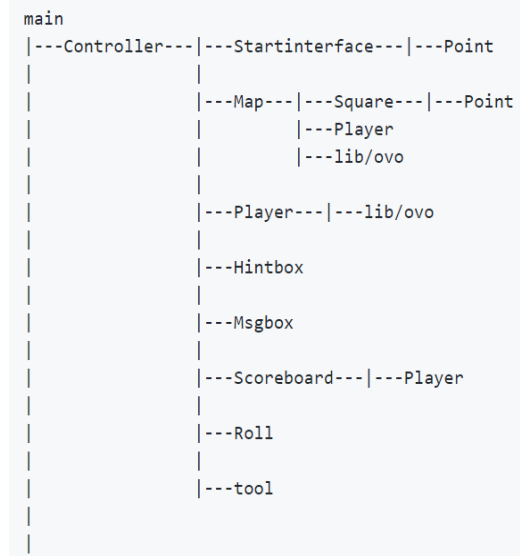 main
|---Controller---|---Startinterface---|---Point
|                |
|                |---Map---|---Square---|---Point
|                |         |---Player
|                |         |---lib/ovo
|                |
|                |---Player---|---lib/ovo
|                |
|                |---Hintbox
|                |
|                |---Msgbox
|                |
|                |---Scoreboard---|---Player
|                |
|                |---Roll
|                |
|                |---tool
|
|